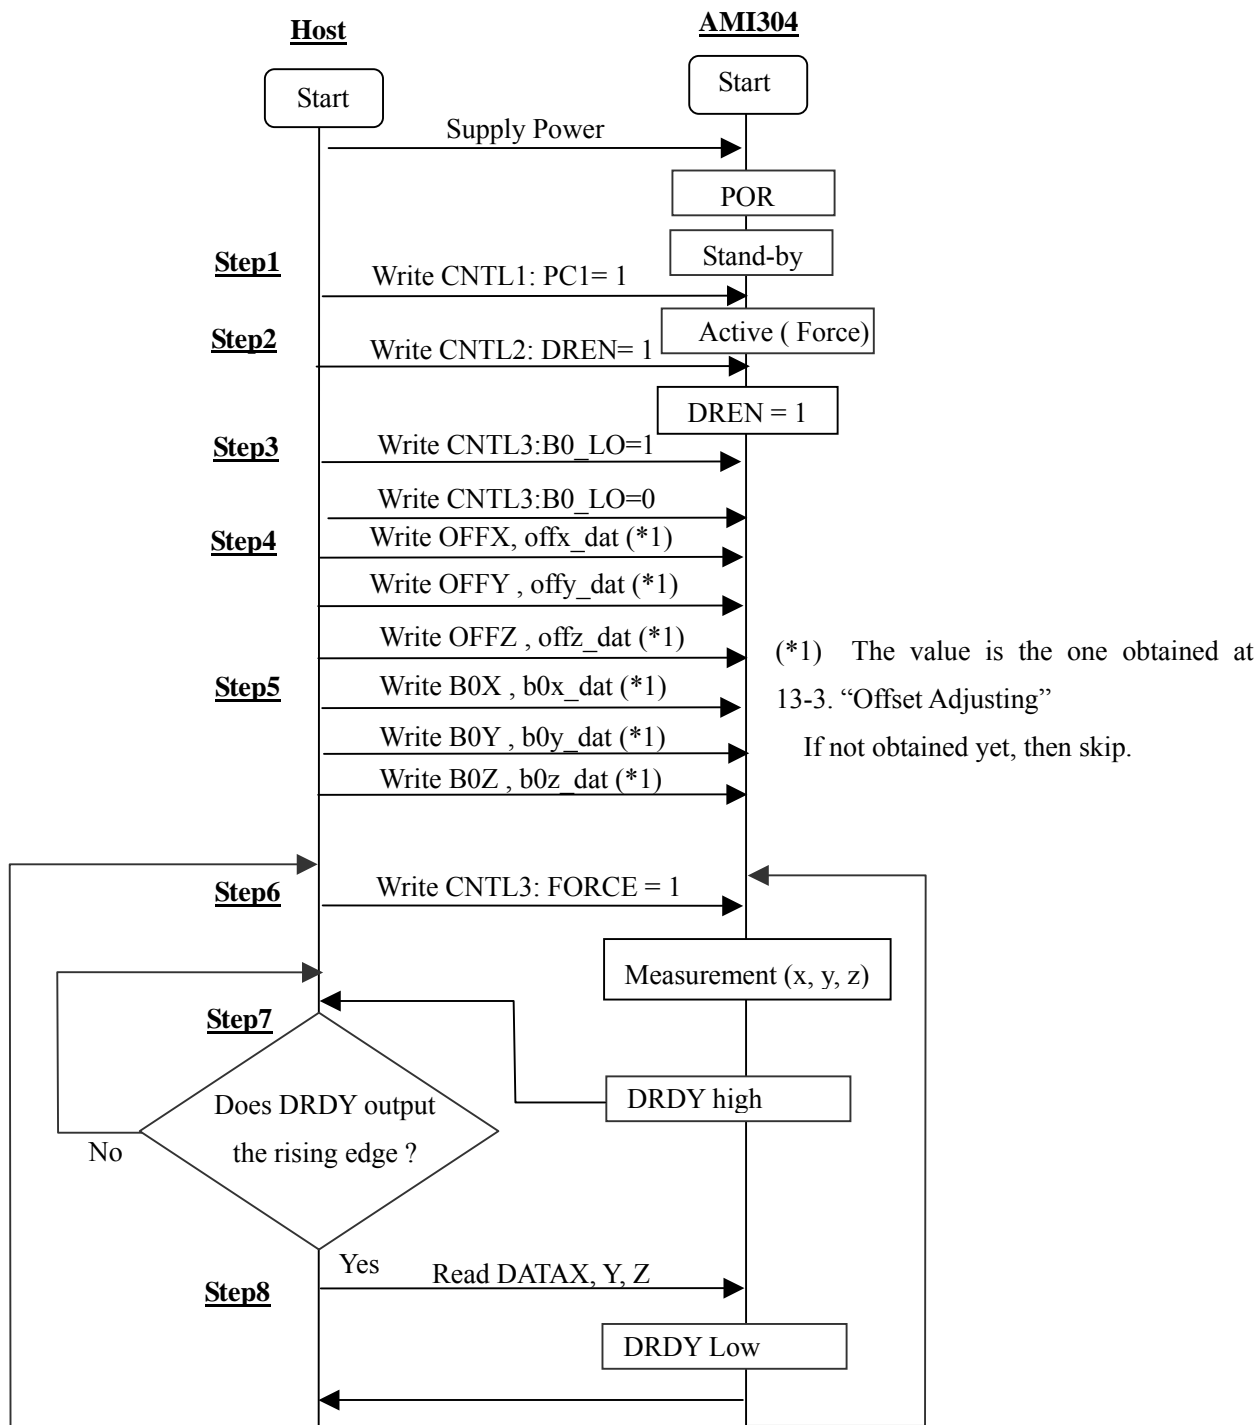 Host
AMI304
Start
Start
Supply Power
POR
Stand-by
Step1
Write CNTL1: PC1= 1
Active ( Force)
Step2
Write CNTL2: DREN= 1
DREN = 1
Step3
Write CNTL3:B0_LO=1
Write CNTL3:B0_LO=0
Step4
Write OFFX, offx_dat (*1)
Write OFFY , offy_dat (*1)
Write OFFZ , offz_dat (*1)
(*1) The value is the one obtained at
13-3. “Offset Adjusting”
If not obtained yet, then skip.
Step5
Write B0X , b0x_dat (*1)
Write B0Y , b0y_dat (*1)
Write B0Z , b0z_dat (*1)
Step6
Write CNTL3: FORCE = 1
Measurement (x, y, z)
Step7
Does DRDY output
the rising edge ?
DRDY high
No
Yes
Step8
Read DATAX, Y, Z
DRDY Low